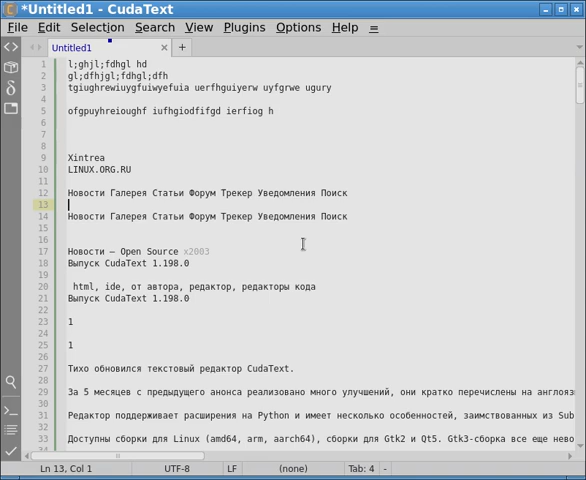 *Untitled1 - CudaText
File Edit Selection Search View Plugins Options Help ≡
Untitled1 × +
1 l;ghjl;fdhgl hd
2 gl;dfhjgl;fdhgl;dfh
3 tgiughrewiuygfuiwyefuia uerfhguiyerw uyfgrwe ugury
4
5 ofgpuyhreioughf iufhgiodfifgd ierfiog h
6
7
8
9 Xintrea
10 LINUX.ORG.RU
11
12 Новости Галерея Статьи Форум Трекер Уведомления Поиск
13
14 Новости Галерея Статьи Форум Трекер Уведомления Поиск
15
16
17 Новости — Open Source x2003
18 Выпуск CudaText 1.198.0
19
20 html, ide, от автора, редактор, редакторы кода
21 Выпуск CudaText 1.198.0
22
23 1
24
25 1
26
27 Тихо обновился текстовый редактор CudaText.
28
29 За 5 месяцев с предыдущего анонса реализовано много улучшений, они кратко перечислены на англояз
30
31 Редактор поддерживает расширения на Python и имеет несколько особенностей, заимствованных из Sub
32
33 Доступны сборки для Linux (amd64, arm, aarch64), сборки для Gtk2 и Qt5. Gtk3-сборка все еще нево
Ln 13, Col 1 UTF-8 LF (none) Tab: 4 -